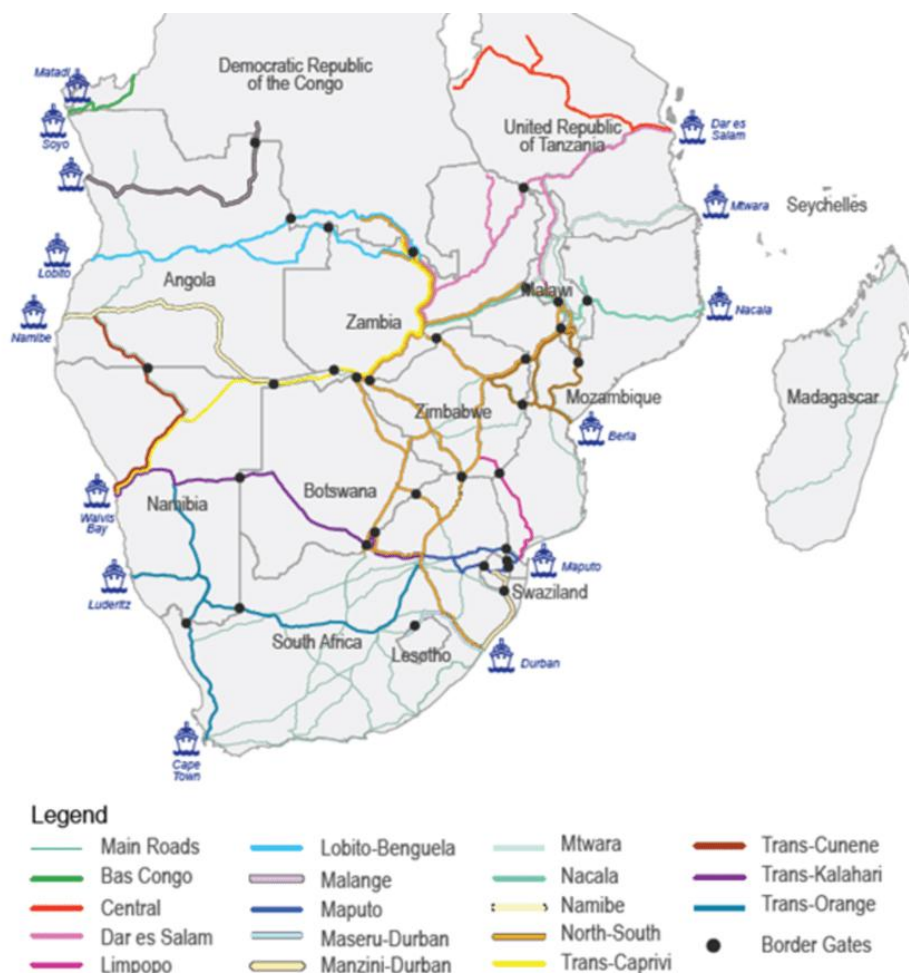 Democratic Republic
of the Congo
Matadi
Soyo
United Republic
of Tanzania
Dar es
Salam
Mtwara
Seychelles
Lobito
Angola
Malawi
Nacala
Namibe
Zambia
Mozambique
Madagascar
Zimbabwe
Beria
Walvis
Bay
Namibia
Botswana
Maputo
Luderitz
Swaziland
South Africa
Lesotho
Durban
Cape
Town
Legend
Main Roads
Bas Congo
Central
Dar es Salam
Limpopo
Lobito-Benguela
Malange
Maputo
Maseru-Durban
Manzini-Durban
Mtwara
Nacala
Namibe
North-South
Trans-Caprivi
Trans-Cunene
Trans-Kalahari
Trans-Orange
Border Gates